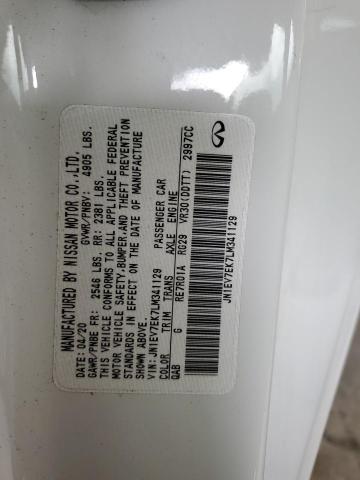 MANUFACTURED BY NISSAN MOTOR CO.,LTD.
DATE: 04/20 GVWR/PNBV: 4905 LBS.
GAWR/PNBE FR: 2546 LBS. RR: 2381 LBS.
THIS VEHICLE CONFORMS TO ALL APPLICABLE FEDERAL
MOTOR VEHICLE SAFETY,BUMPER,AND THEFT PREVENTION
STANDARDS IN EFFECT ON THE DATE OF MANUFACTURE
SHOWN ABOVE.
VIN: JN1EV7EK7LM341129 PASSENGER CAR
COLOR TRIM TRANS AXLE ENGINE
QAB G RE7R01A RG29 VR30(DDTT) 2997CC
JN1EV7EK7LM341129